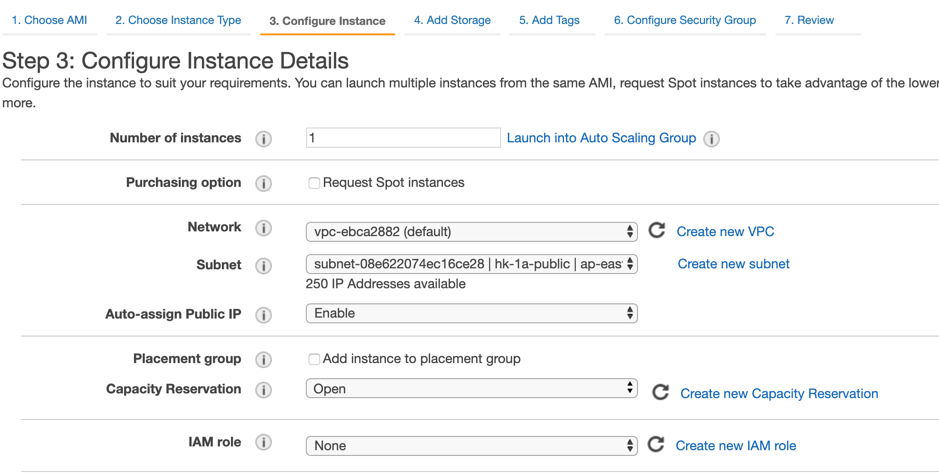 1. Choose AMI 2. Choose Instance Type 3. Configure Instance 4. Add Storage 5. Add Tags 6. Configure Security Group 7. Review
Step 3: Configure Instance Details
Configure the instance to suit your requirements. You can launch multiple instances from the same AMI, request Spot instances to take advantage of the lower
more.
Number of instances i 1 Launch into Auto Scaling Group i
Purchasing option i Request Spot instances
Network i vpc-ebca2882 (default) Create new VPC
Subnet i subnet-08e622074ec16ce28 | hk-1a-public | ap-eas Create new subnet
250 IP Addresses available
Auto-assign Public IP i Enable
Placement group i Add instance to placement group
Capacity Reservation i Open Create new Capacity Reservation
IAM role i None Create new IAM role